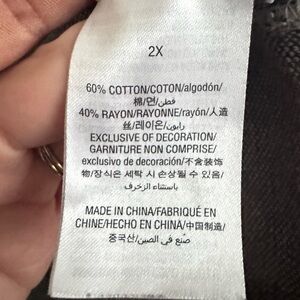 2X
60% COTTON/COTON/algodón/
棉/면/قطن/
40% RAYON/RAYONNE/rayón/人造
丝/레이온/رايون/
EXCLUSIVE OF DECORATION/
GARNITURE NON COMPRISE/
exclusivo de decoración/不含装饰
物/장식은 세탁 시 손상될 수 있다/
باستثناء الزخرف/
MADE IN CHINA/FABRIQUÉ EN
CHINE/HECHO EN CHINA/中国制造/
중국산/صنع في الصين/